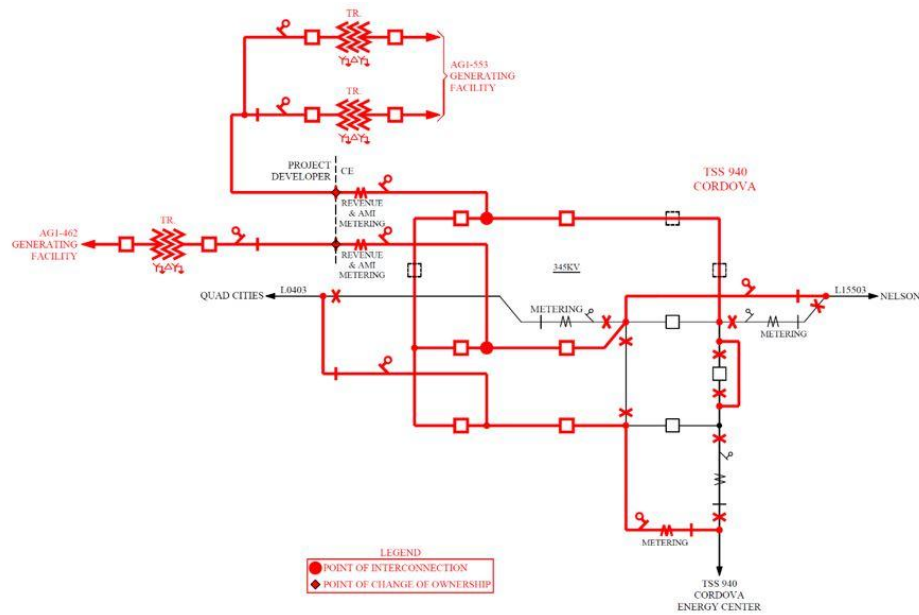 TR.
AG1-553
GENERATING
FACILITY
TR.
PROJECT
DEVELOPER
CE
TSS 940
CORDOVA
REVENUE
& AMI
METERING
TR.
AG1-462
GENERATING
FACILITY
REVENUE
& AMI
METERING
345KV
QUAD CITIES
L0403
METERING
L15503
NELSON
METERING
METERING
LEGEND
POINT OF INTERCONNECTION
POINT OF CHANGE OF OWNERSHIP
TSS 940
CORDOVA
ENERGY CENTER